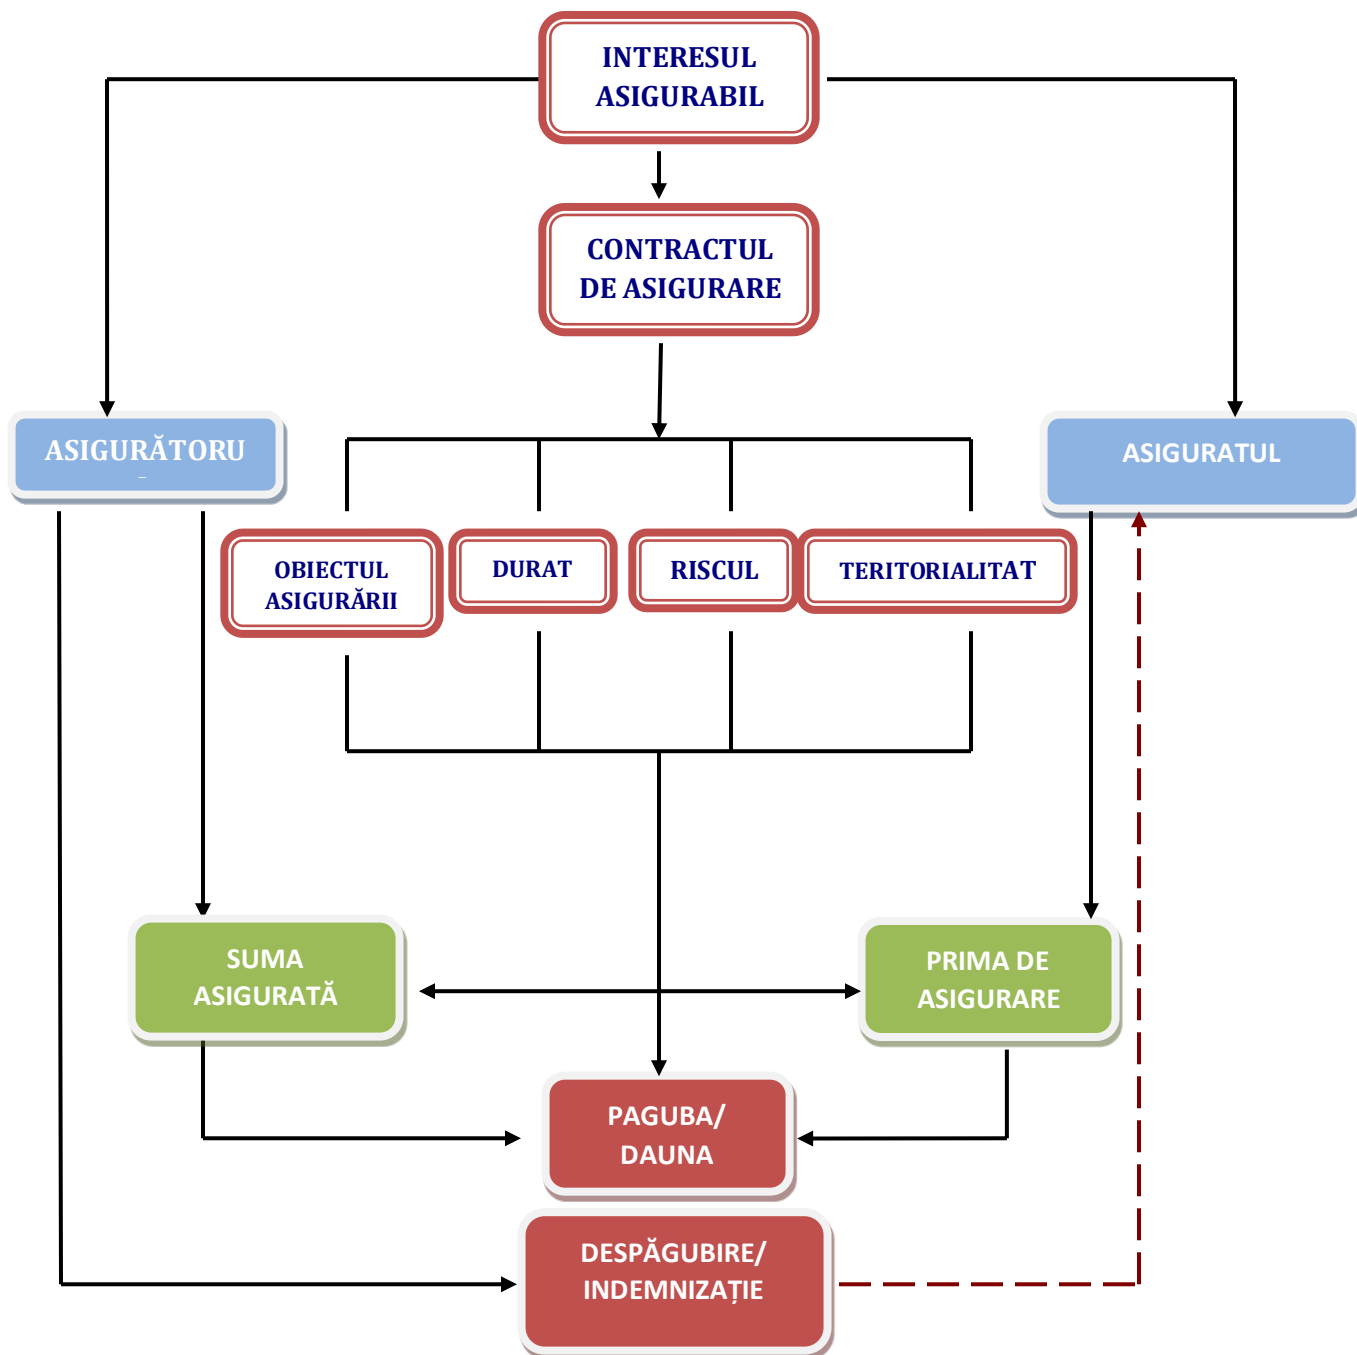 INTERESUL
ASIGURABIL
CONTRACTUL
DE ASIGURARE
ASIGURĂTORU
ASIGURATUL
OBIECTUL
ASIGURĂRII
DURAT
RISCUL
TERITORIALITAT
SUMA
ASIGURATĂ
PRIMA DE
ASIGURARE
PAGUBA/
DAUNA
DESPĂGUBIRE/
INDEMNIZAȚIE